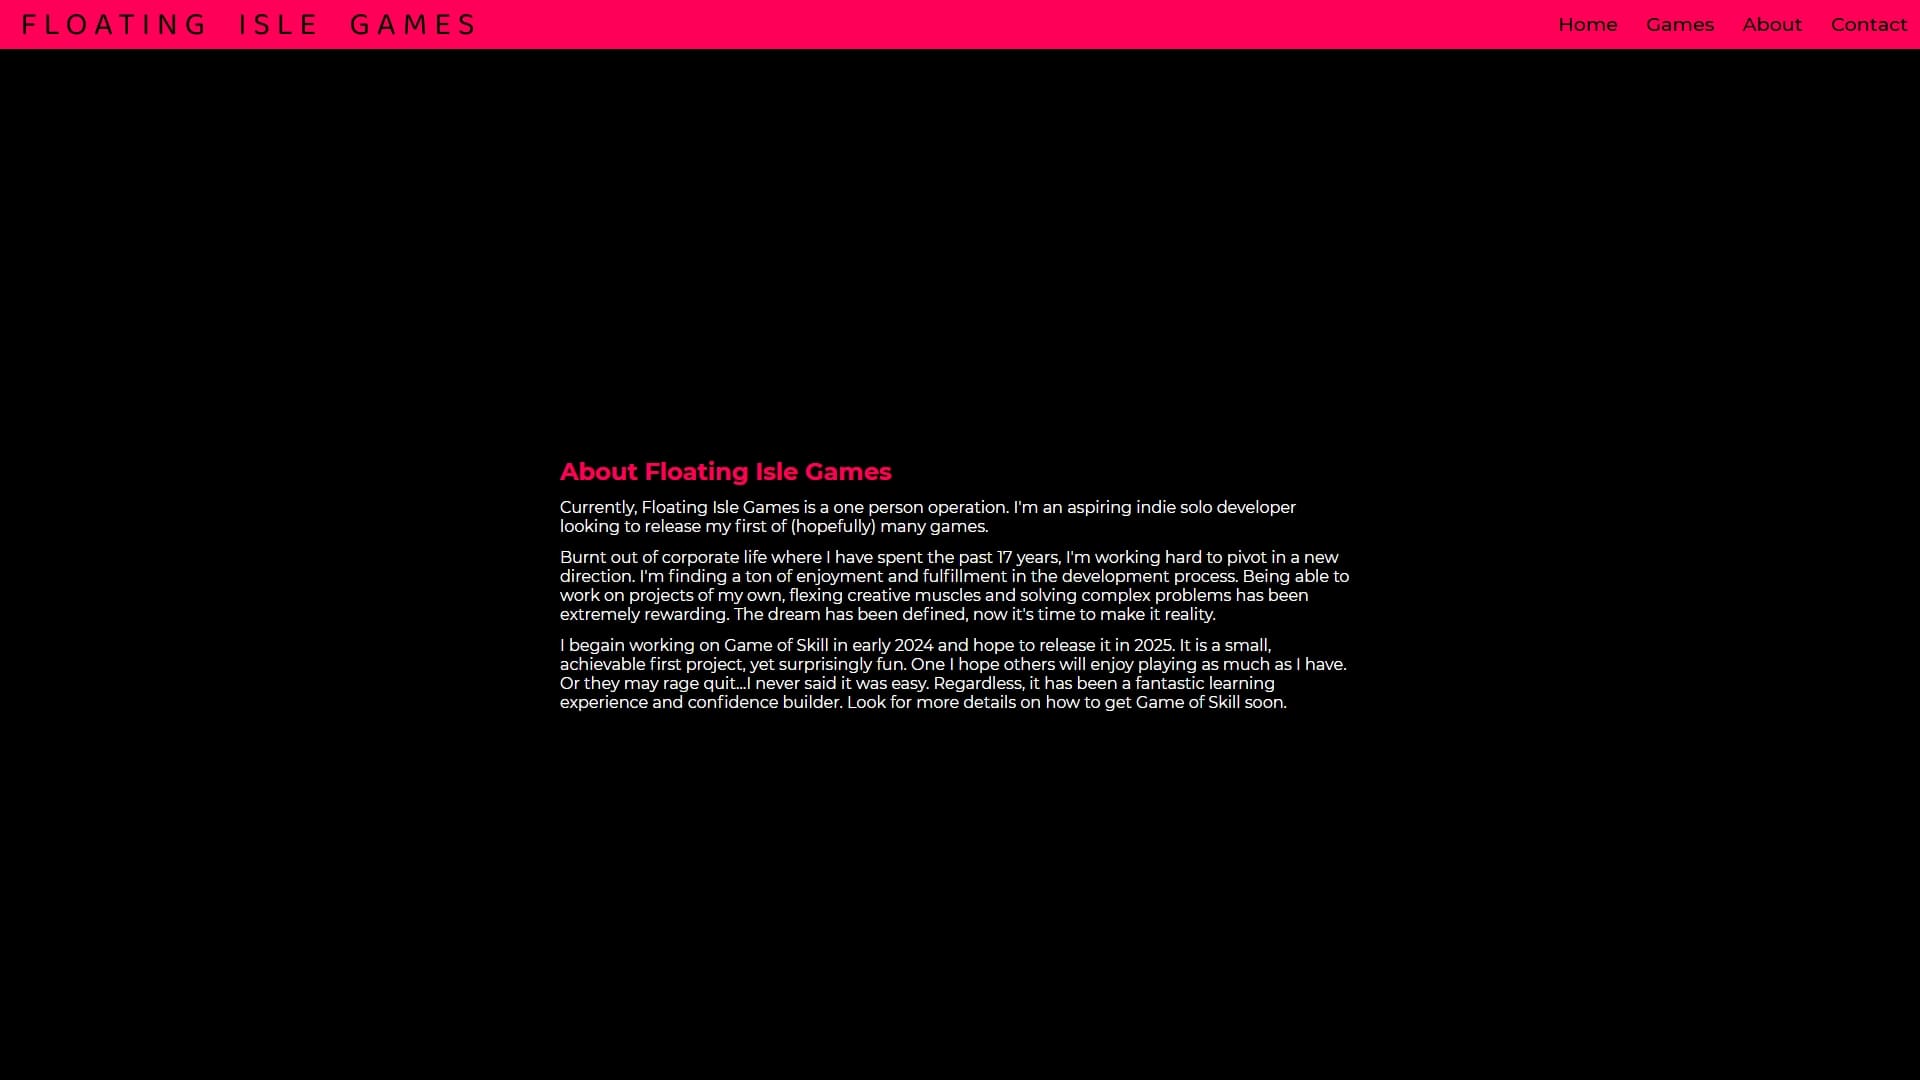 FLOATING ISLE GAMES
Home Games About Contact
About Floating Isle Games
Currently, Floating Isle Games is a one person operation. I'm an aspiring indie solo developer
looking to release my first of (hopefully) many games.
Burnt out of corporate life where I have spent the past 17 years, I'm working hard to pivot in a new
direction. I'm finding a ton of enjoyment and fulfillment in the development process. Being able to
work on projects of my own, flexing creative muscles and solving complex problems has been
extremely rewarding. The dream has been defined, now it's time to make it reality.
I begain working on Game of Skill in early 2024 and hope to release it in 2025. It is a small,
achievable first project, yet surprisingly fun. One I hope others will enjoy playing as much as I have.
Or they may rage quit...I never said it was easy. Regardless, it has been a fantastic learning
experience and confidence builder. Look for more details on how to get Game of Skill soon.